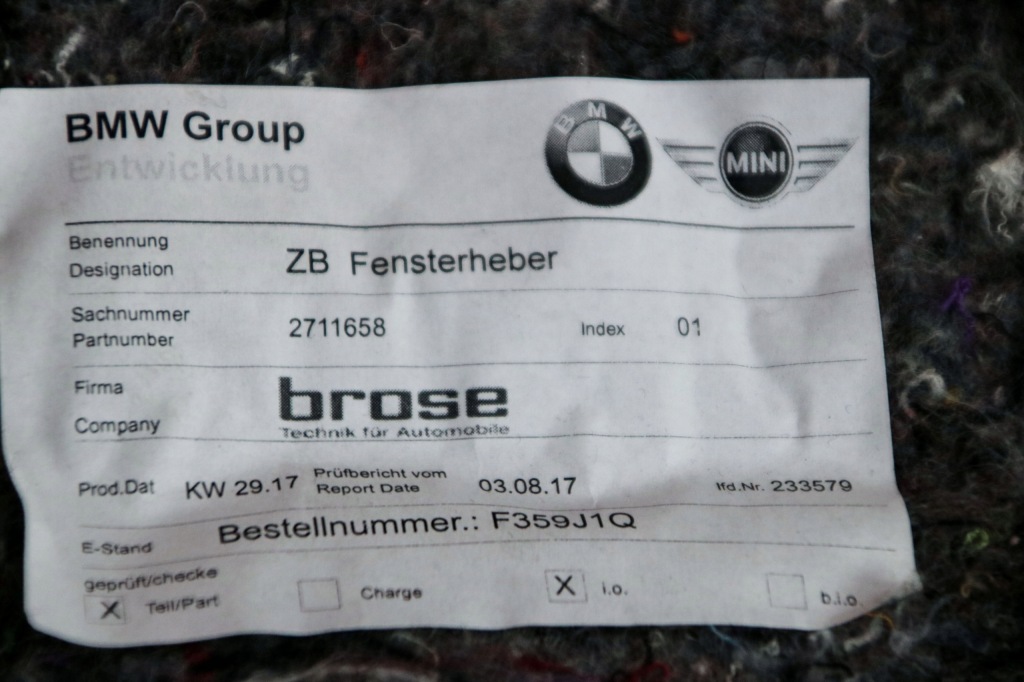 BMW Group
Entwicklung
BMW
MINI
Benennung
Designation
ZB Fensterheber
Sachnummer
Partnumber
2711658
Index 01
Firma
Company
brose
Technik für Automobile
Prod.Dat KW 29.17
Prüfbericht vom
Report Date
03.08.17
lfd.Nr. 233579
E-Stand
Bestellnummer.: F359J1Q
geprüft/checke
X Teil/Part
Charge
X i.o.
b.i.o.